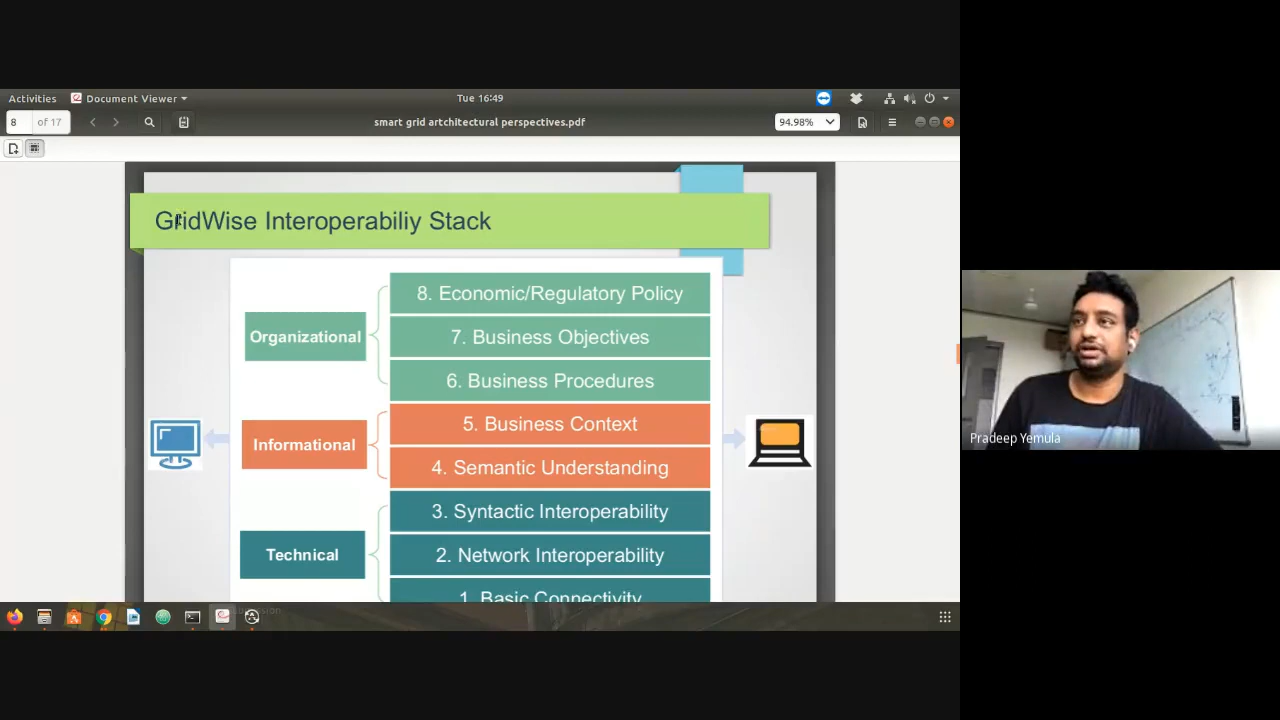 Activities
Document Viewer
Tue 16:49
8
of 17
smart grid artchitectural perspectives.pdf
94.98%
GridWise Interoperabiliy Stack
8. Economic/Regulatory Policy
7. Business Objectives
6. Business Procedures
Organizational
5. Business Context
4. Semantic Understanding
Informational
3. Syntactic Interoperability
2. Network Interoperability
1. Basic Connectivity
Technical
Pradeep Yemula